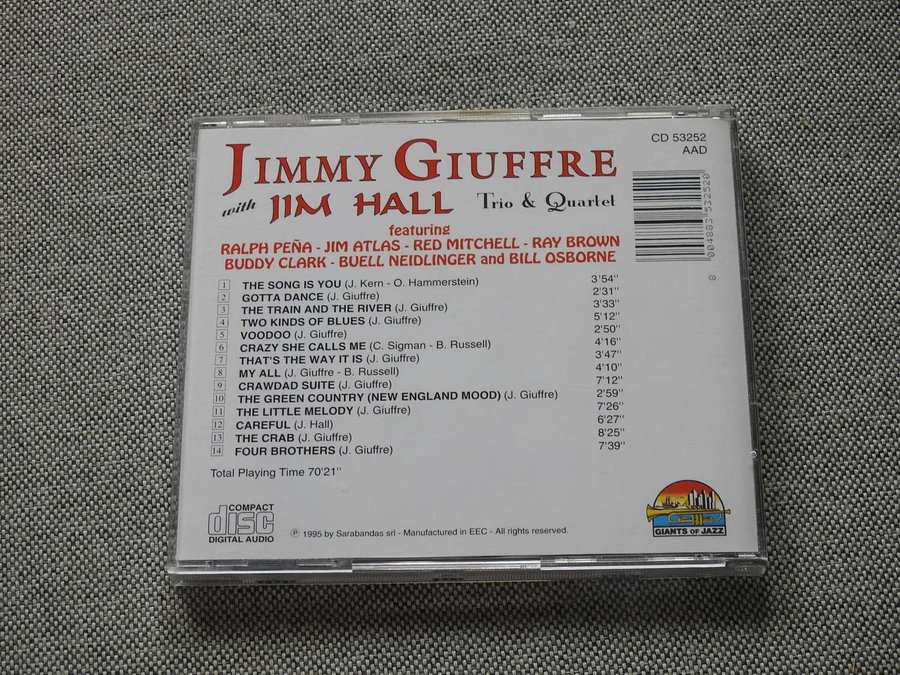 JIMMY GIUFFRE
with JIM HALL Trio & Quartet
CD 53252
AAD
featuring
RALPH PEÑA - JIM ATLAS - RED MITCHELL - RAY BROWN
BUDDY CLARK - BUELL NEIDLINGER and BILL OSBORNE
0004883 532520
8
1 THE SONG IS YOU (J. Kern - O. Hammerstein) 3'54"
2 GOTTA DANCE (J. Giuffre) 2'31"
3 THE TRAIN AND THE RIVER (J. Giuffre) 3'33"
4 TWO KINDS OF BLUES (J. Giuffre) 5'12"
5 VOODOO (J. Giuffre) 2'50"
6 CRAZY SHE CALLS ME (C. Sigman - B. Russell) 4'16"
7 THAT'S THE WAY IT IS (J. Giuffre) 3'47"
8 MY ALL (J. Giuffre - B. Russell) 4'10"
9 CRAWDAD SUITE (J. Giuffre) 7'12"
10 THE GREEN COUNTRY (NEW ENGLAND MOOD) (J. Giuffre) 2'59"
11 THE LITTLE MELODY (J. Giuffre) 7'26"
12 CAREFUL (J. Hall) 6'27"
13 THE CRAB (J. Giuffre) 8'25"
14 FOUR BROTHERS (J. Giuffre) 7'39"
Total Playing Time 70'21"
COMPACT
disc
DIGITAL AUDIO
℗ 1995 by Sarabandas srl - Manufactured in EEC - All rights reserved.
GIANTS OF JAZZ